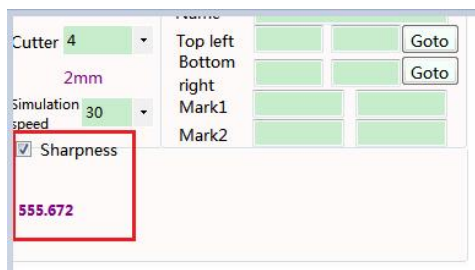 Name
Cutter 4
Top left Goto
Bottom right Goto
2mm
Simulation speed 30
Mark1
Mark2
Sharpness
555.672